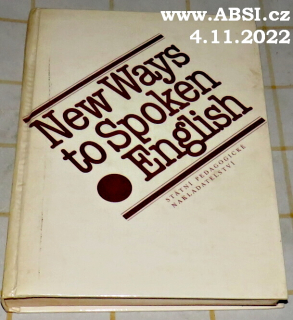 www.ABSI.cz
4.11.2022
New Ways
to Spoken
English
STÁTNÍ PEDAGOGICKÉ
NAKLADATELSTVÍ